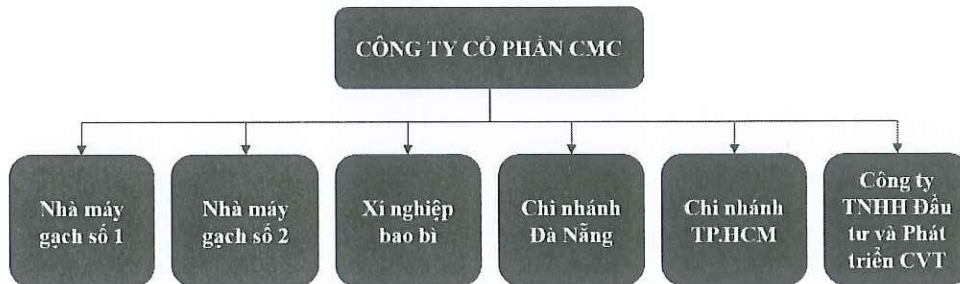 CÔNG TY CỔ PHẦN CMC
Nhà máy
gạch số 1
Nhà máy
gạch số 2
Xí nghiệp
bao bì
Chi nhánh
Đà Nẵng
Chi nhánh
TP.HCM
Công ty
TNHH Đầu
tư và Phát
triển CVT